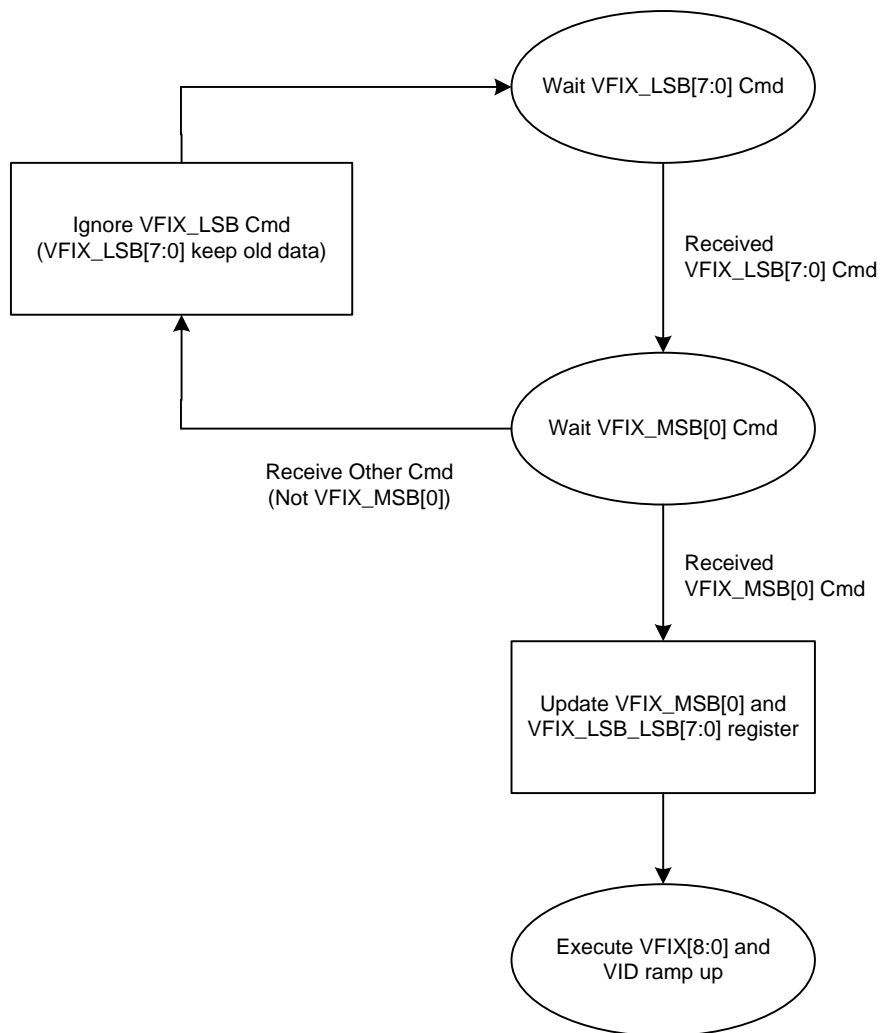 Wait VFIX_LSB[7:0] Cmd
Ignore VFIX_LSB Cmd
(VFIX_LSB[7:0] keep old data)
Received
VFIX_LSB[7:0] Cmd
Wait VFIX_MSB[0] Cmd
Receive Other Cmd
(Not VFIX_MSB[0])
Received
VFIX_MSB[0] Cmd
Update VFIX_MSB[0] and
VFIX_LSB_LSB[7:0] register
Execute VFIX[8:0] and
VID ramp up